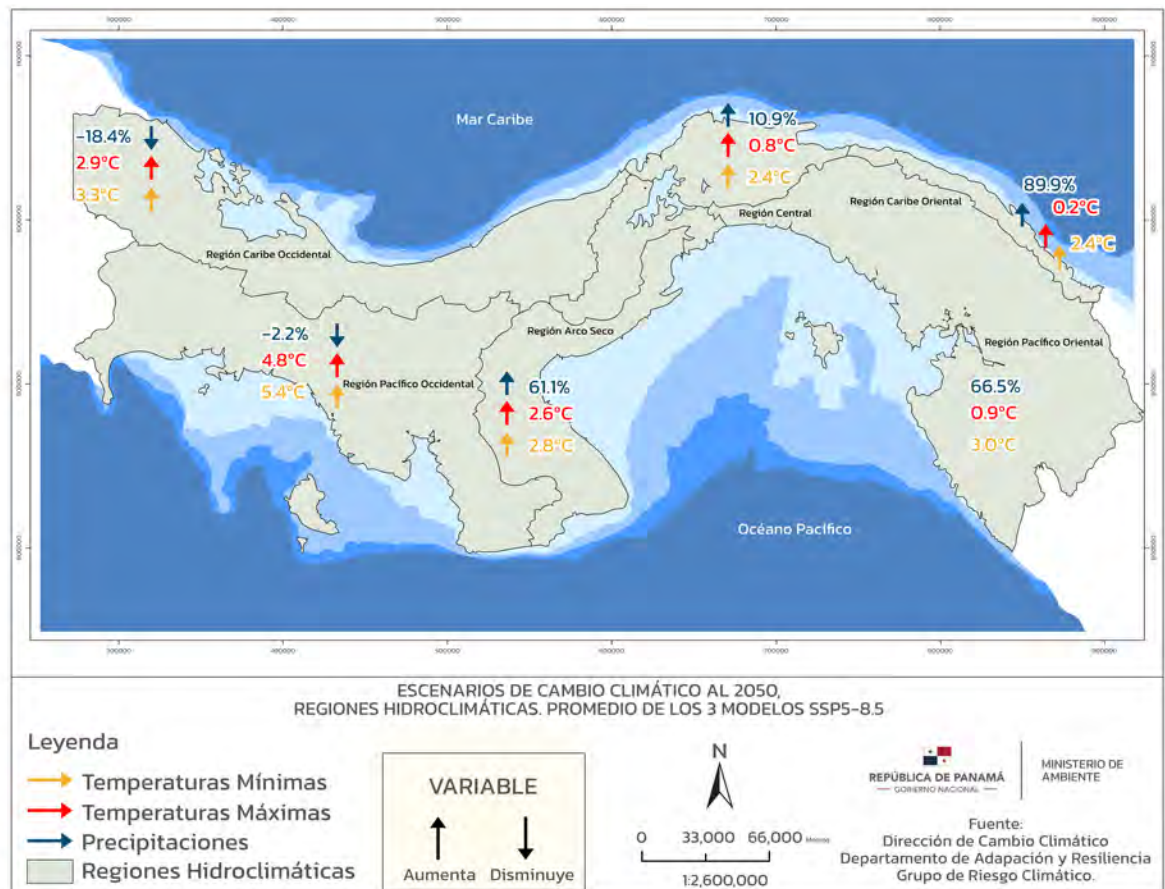 Mar Caribe
-18.4%
2.9°C
3.3°C
10.9%
0.8°C
2.4°C
89.9%
0.2°C
2.4°C
Región Caribe Oriental
Región Central
Región Caribe Occidental
Región Arco Seco
Región Pacífico Oriental
-2.2%
4.8°C
5.4°C
Región Pacífico Occidental
61.1%
2.6°C
2.8°C
66.5%
0.9°C
3.0°C
Océano Pacífico
ESCENARIOS DE CAMBIO CLIMÁTICO AL 2050,
REGIONES HIDROCLIMÁTICAS. PROMEDIO DE LOS 3 MODELOS SSP5-8.5
Leyenda
Temperaturas Mínimas
Temperaturas Máximas
Precipitaciones
Regiones Hidroclimáticas
VARIABLE
Aumenta Disminuye
N
0 33,000 66,000
1:2,600,000
REPÚBLICA DE PANAMÁ
— GOBIERNO NACIONAL —
MINISTERIO DE
AMBIENTE
Fuente:
Dirección de Cambio Climático
Departamento de Adapación y Resiliencia
Grupo de Riesgo Climático.